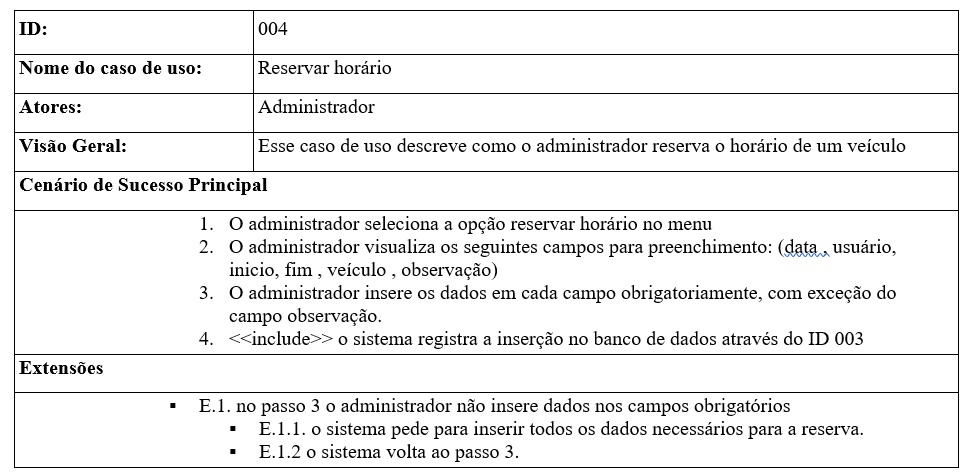 ID: 004
Nome do caso de uso: Reservar horário
Atores: Administrador
Visão Geral: Esse caso de uso descreve como o administrador reserva o horário de um veículo
Cenário de Sucesso Principal
1. O administrador seleciona a opção reservar horário no menu
2. O administrador visualiza os seguintes campos para preenchimento: (data , usuário,
inicio, fim , veículo , observação)
3. O administrador insere os dados em cada campo obrigatoriamente, com exceção do
campo observação.
4. <<include>> o sistema registra a inserção no banco de dados através do ID 003
Extensões
▪ E.1. no passo 3 o administrador não insere dados nos campos obrigatórios
▪ E.1.1. o sistema pede para inserir todos os dados necessários para a reserva.
▪ E.1.2 o sistema volta ao passo 3.